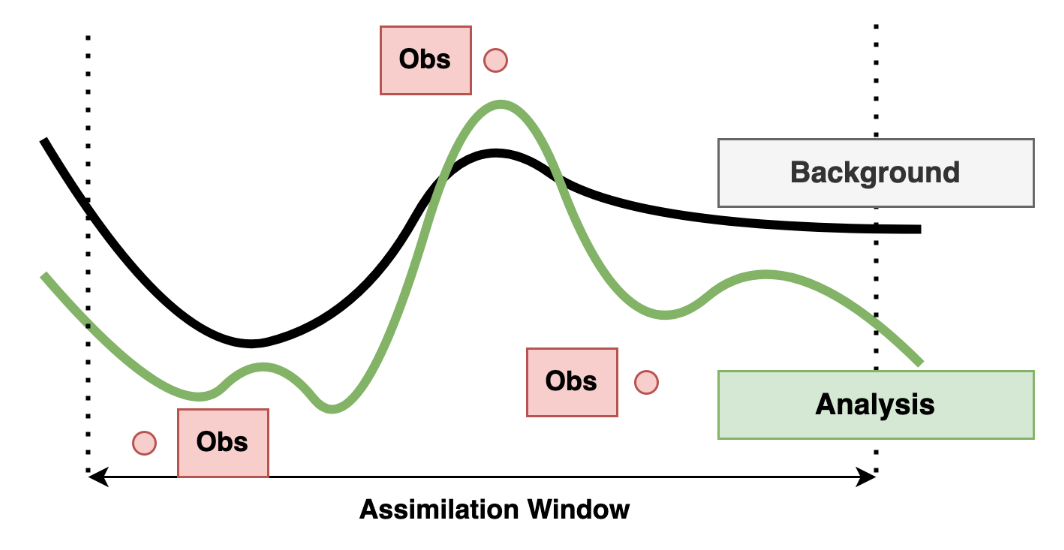 Obs
Background
Obs
Analysis
Obs
Assimilation Window